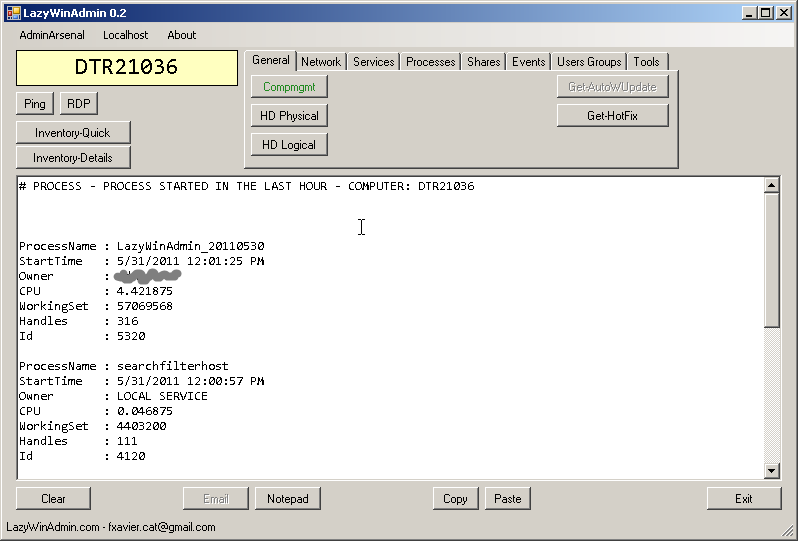 LazyWinAdmin 0.2
AdminArsenal Localhost About
DTR21036
General Network Services Processes Shares Events Users Groups Tools
Ping RDP
Inventory-Quick
Inventory-Details
Compmgmt
HD Physical
HD Logical
Get-AutoWUpdate
Get-HotFix
# PROCESS - PROCESS STARTED IN THE LAST HOUR - COMPUTER: DTR21036
ProcessName : LazyWinAdmin_20110530
StartTime : 5/31/2011 12:01:25 PM
Owner :
CPU : 4.421875
WorkingSet : 57069568
Handles : 316
Id : 5320
ProcessName : searchfilterhost
StartTime : 5/31/2011 12:00:57 PM
Owner : LOCAL SERVICE
CPU : 0.046875
WorkingSet : 4403200
Handles : 111
Id : 4120
Clear Email Notepad Copy Paste Exit
LazyWinAdmin.com - fxavier.cat@gmail.com